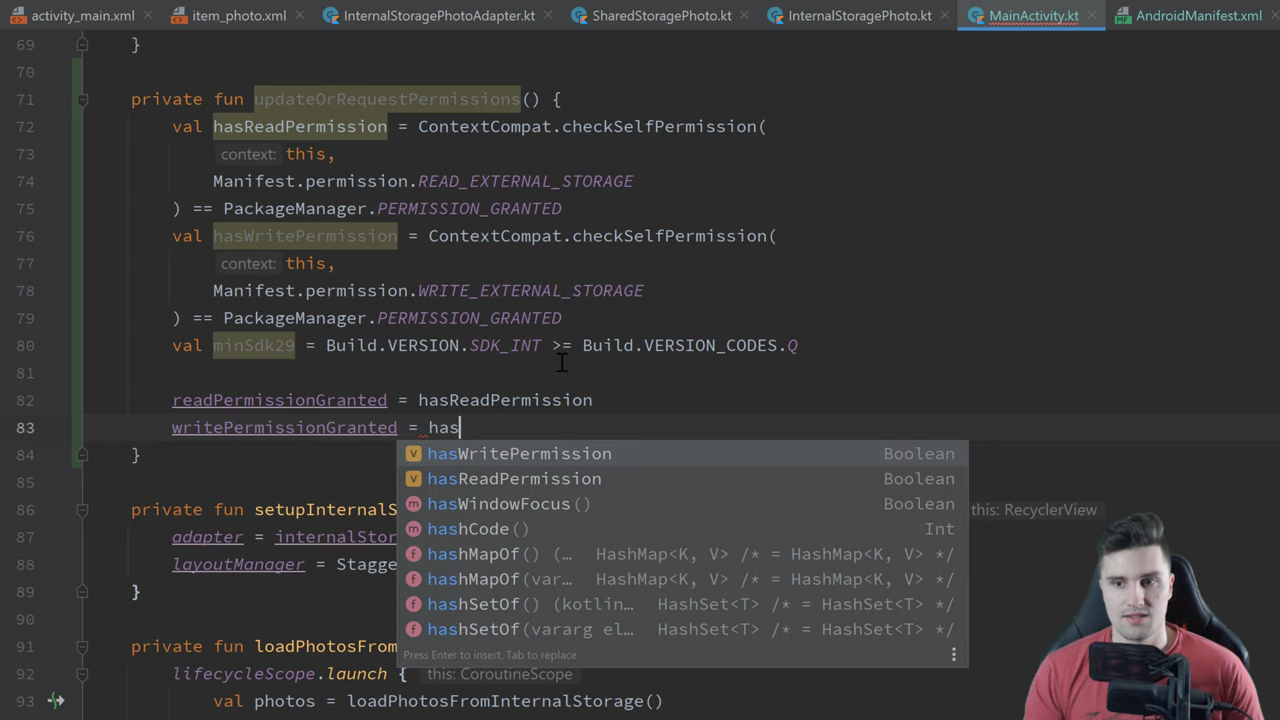 activity_main.xml item_photo.xml InternalStoragePhotoAdapter.kt SharedStoragePhoto.kt InternalStoragePhoto.kt MainActivity.kt AndroidManifest.xml
69 }
70
71 private fun updateOrRequestPermissions() {
72 val hasReadPermission = ContextCompat.checkSelfPermission(
73 context: this,
74 Manifest.permission.READ_EXTERNAL_STORAGE
75 ) == PackageManager.PERMISSION_GRANTED
76 val hasWritePermission = ContextCompat.checkSelfPermission(
77 context: this,
78 Manifest.permission.WRITE_EXTERNAL_STORAGE
79 ) == PackageManager.PERMISSION_GRANTED
80 val minSdk29 = Build.VERSION.SDK_INT >= Build.VERSION_CODES.Q
81
82 readPermissionGranted = hasReadPermission
83 writePermissionGranted = has
hasWritePermission Boolean
84 }
hasReadPermission Boolean
85
hasWindowFocus() Boolean
86 private fun setupInternalS this: RecyclerView
hashCode() Int
87 adapter = internalStor
hashMapOf() (… HashMap<K, V> /* = HashMap<K, V> */
88 layoutManager = Stagge
hashMapOf(var… HashMap<K, V> /* = HashMap<K, V> */
89 }
hashSetOf() (kotlin… HashSet<T> /* = HashSet<T> */
90
hashSetOf(vararg el… HashSet<T> /* = HashSet<T> */
91 private fun loadPhotosFrom
Press Enter to insert, Tab to replace
92 lifecycleScope.launch { this: CoroutineScope
93 val photos = loadPhotosFromInternalStorage()